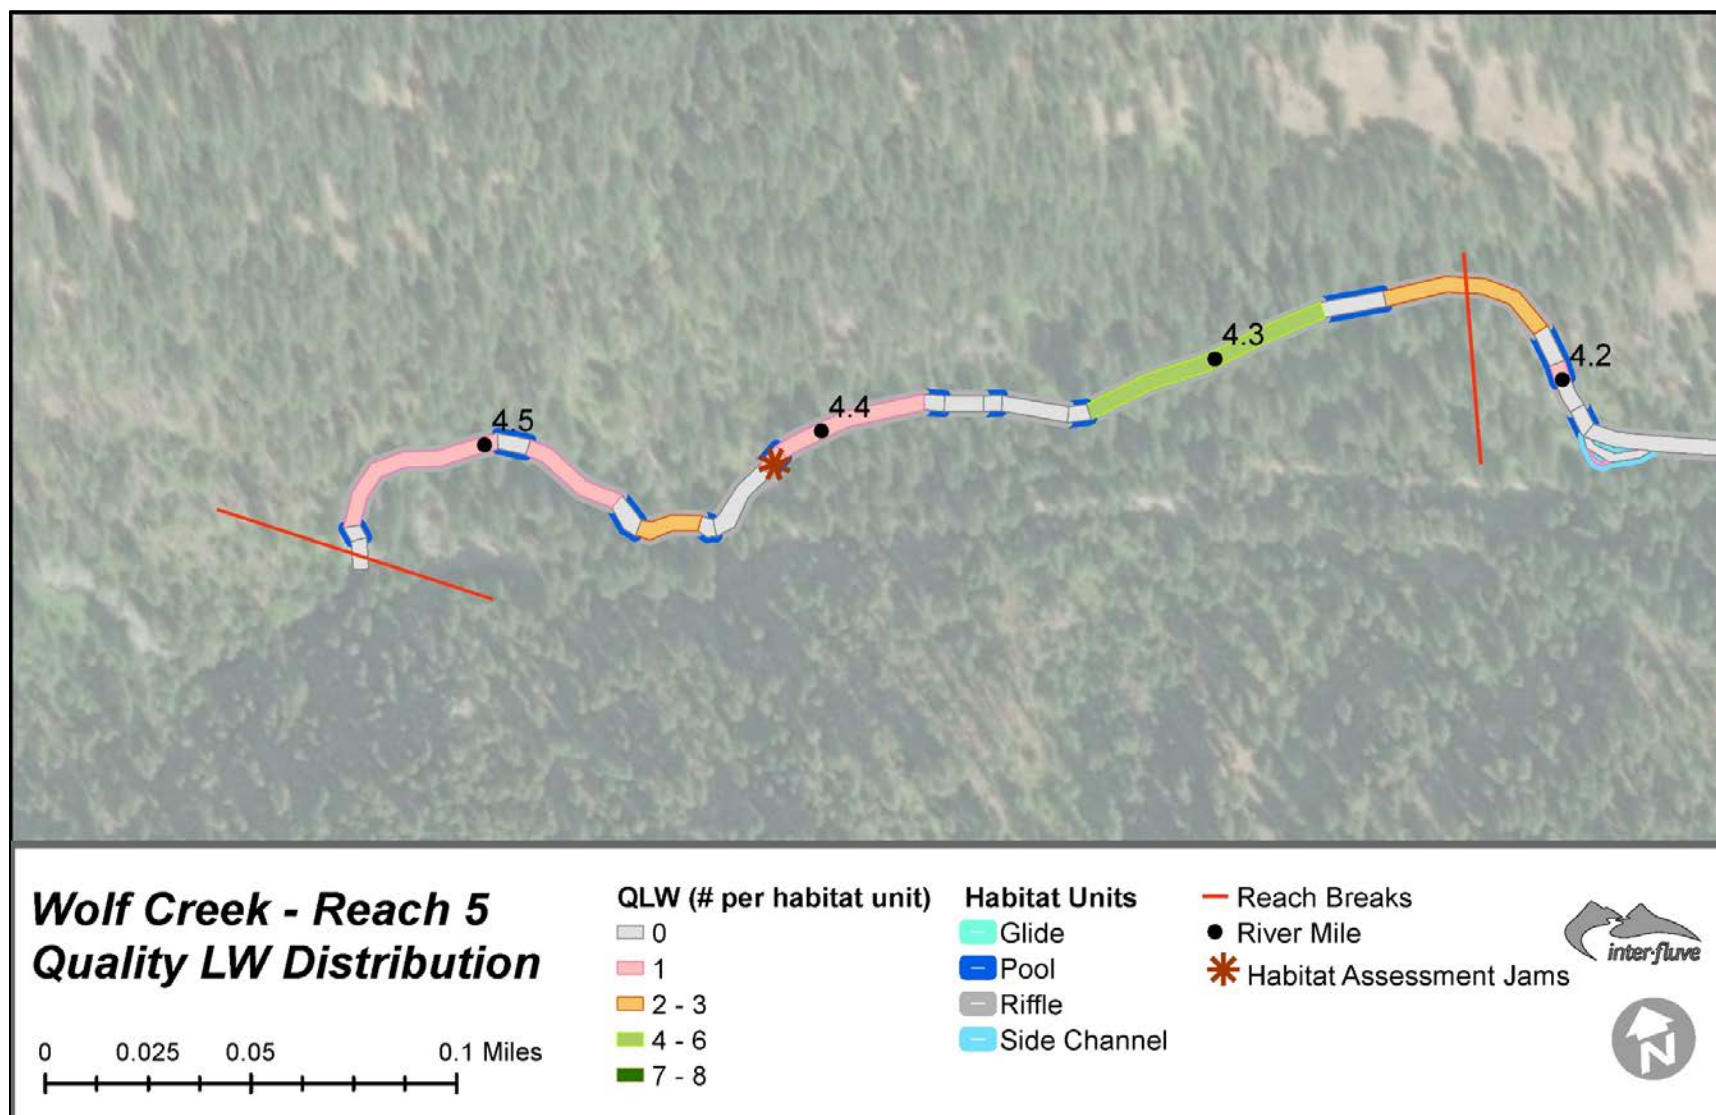 4.2
4.3
4.4
4.5
Wolf Creek - Reach 5
Quality LW Distribution
0 0.025 0.05 0.1 Miles
QLW (# per habitat unit)
0
1
2 - 3
4 - 6
7 - 8
Habitat Units
Glide
Pool
Riffle
Side Channel
Reach Breaks
River Mile
Habitat Assessment Jams
inter·fluve
N